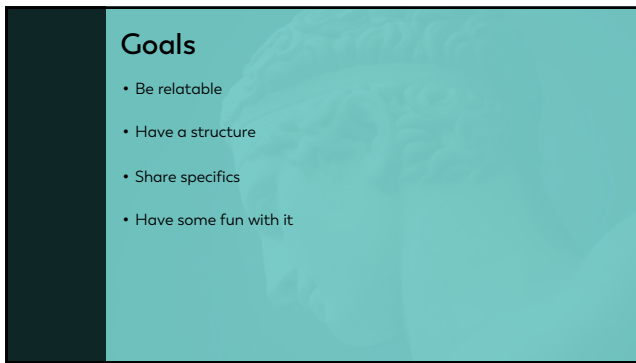 Goals
• Be relatable
• Have a structure
• Share specifics
• Have some fun with it